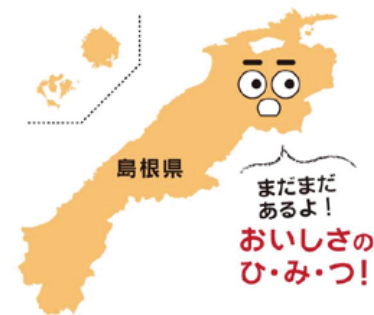 島根県
まだまだ
あるよ！
おいしさの
ひ・み・つ！